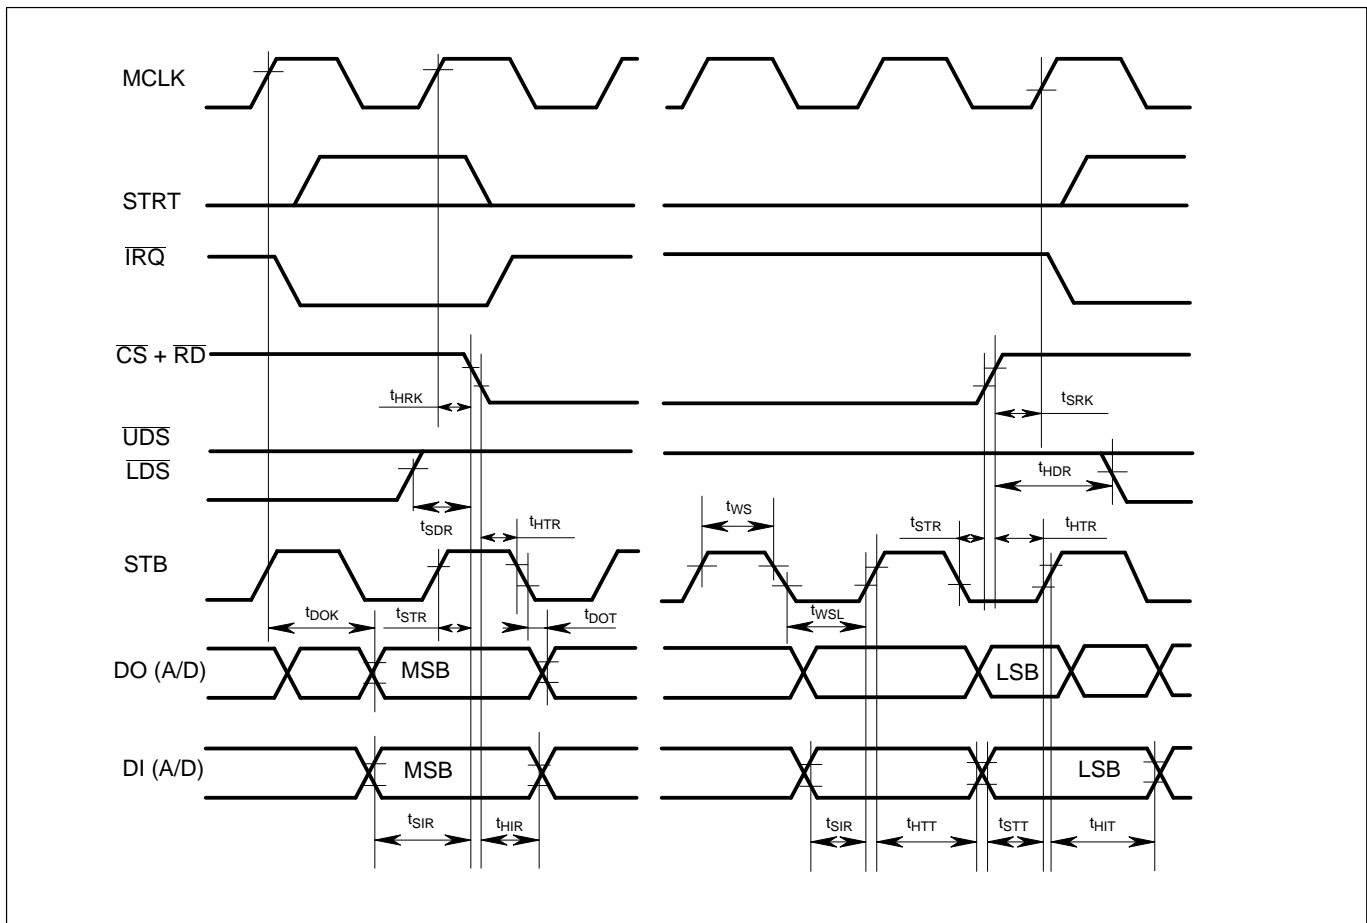 MCLK
STRT
IRQ
CS + RD
tHRK
tSRK
UDS
LDS
tHDR
tSDR
tHTR
tWS
tSTR
tHTR
STB
tDOK
tSTR
tDOT
tWSL
DO (A/D)
MSB
LSB
DI (A/D)
MSB
LSB
tSIR
tHIR
tSIR
tHTT
tSTT
tHIT